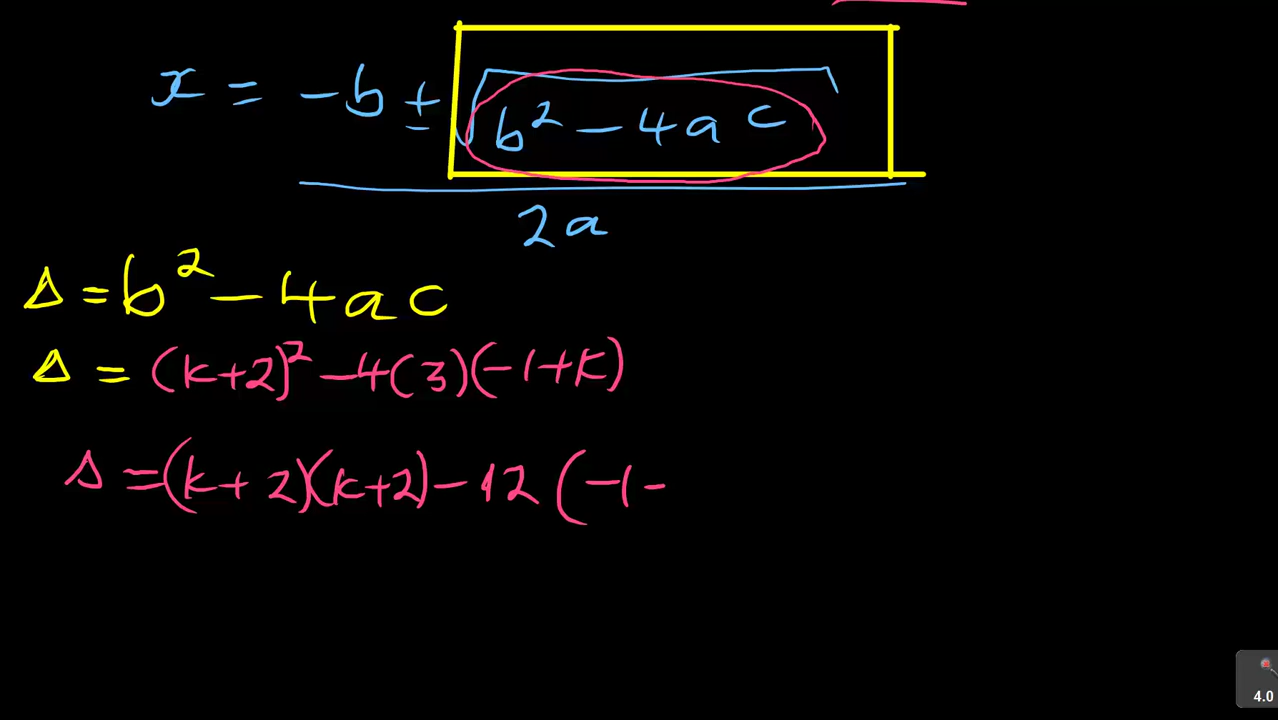 x = -b ± √b² - 4ac
2a
Δ = b² - 4ac
Δ = (k+2)² - 4(3)(-1+k)
Δ = (k+2)(k+2) - 12(-1-
4.0